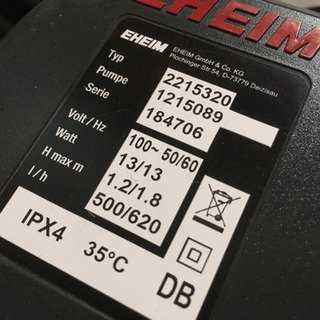 EHEIM
EHEIM
EHEIM GmbH & Co. KG
Plochinger Str 54, D-73779 Deizisau
Typ 2215320
Pumpe 1215089
Serie 184706
Volt / Hz 100~ 50/60
Watt 13/13
H max m 1.2/1.8
l / h 500/620
IPX4 35°C DB